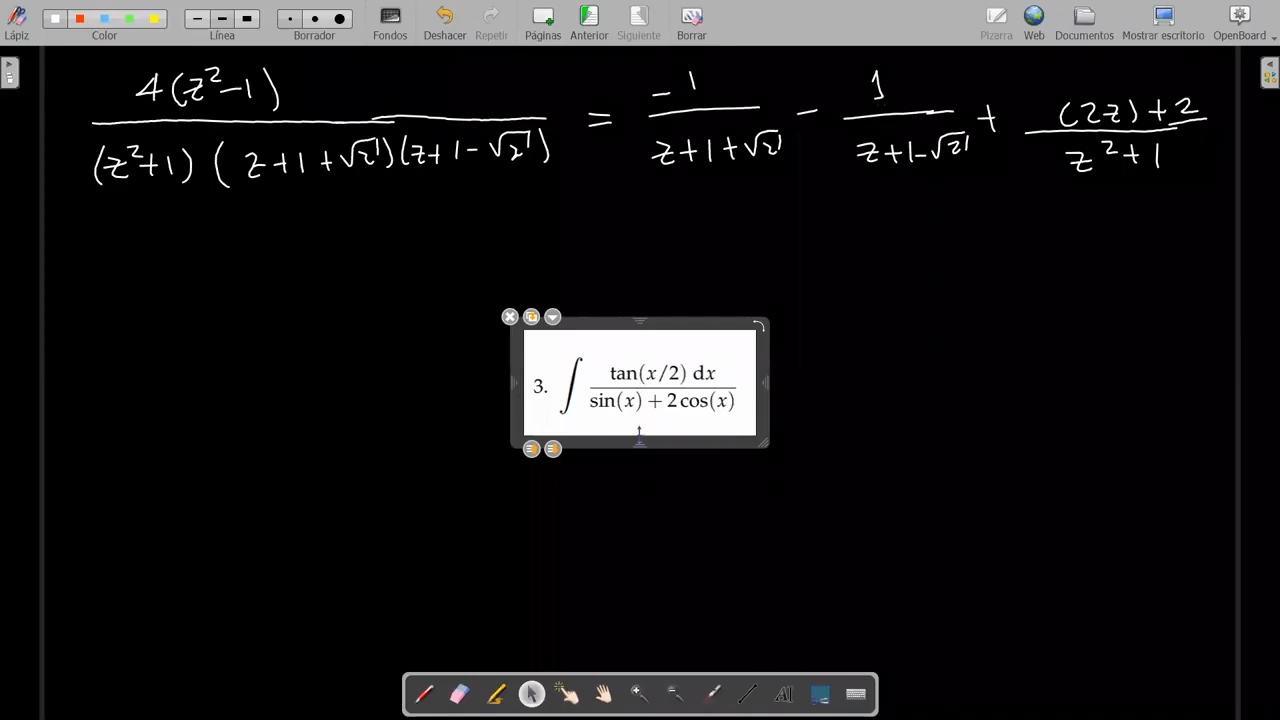 Lápiz Color Línea Borrador Fondos Deshacer Repetir Páginas Anterior Siguiente Borrar Pizarra Web Documentos Mostrar escritorio OpenBoard
4(z²-1) / (z²+1)(z+1+√2)(z+1-√2) = -1 / z+1+√2 - 1 / z+1-√2 + (2z)+2 / z²+1
3. ∫ tan(x/2) dx / sin(x) + 2 cos(x)
AI